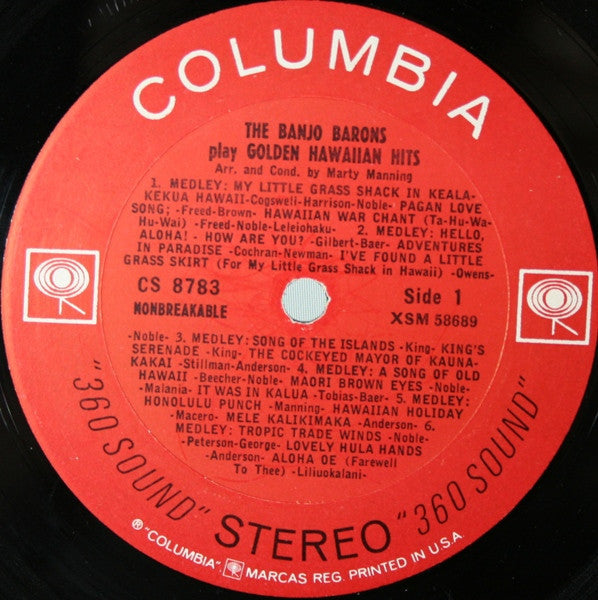 COLUMBIA
THE BANJO BARONS
play GOLDEN HAWAIIAN HITS
Arr. and Cond. by Marty Manning
1. MEDLEY: MY LITTLE GRASS SHACK IN KEALA-
KEKUA HAWAII-Cogswell-Harrison-Noble- PAGAN LOVE
SONG; -Freed-Brown- HAWAIIAN WAR CHANT (Ta-Hu-Wa-
Hu-Wai) -Freed-Noble-Leleiohaku- 2. MEDLEY: HELLO,
ALOHA! - HOW ARE YOU? -Gilbert-Baer- ADVENTURES
IN PARADISE -Cochran-Newman- I'VE FOUND A LITTLE
GRASS SKIRT (For My Little Grass Shack in Hawaii) -Owens-
CS 8783
Side 1
NONBREAKABLE
XSM 58689
-Noble- 3. MEDLEY: SONG OF THE ISLANDS -King- KING'S
SERENADE -King- THE COCKEYED MAYOR OF KAUNA-
KAKAI -Stillman-Anderson- 4. MEDLEY: A SONG OF OLD
HAWAII -Beecher-Noble- MAORI BROWN EYES -Noble-
-Malania- IT WAS IN KALUA -Tobias-Baer- 5. MEDLEY:
HONOLULU PUNCH -Manning- HAWAIIAN HOLIDAY
-Macero- MELE KALIKIMAKA -Anderson- 6.
MEDLEY: TROPIC TRADE WINDS -Noble-
-Peterson-George- LOVELY HULA HANDS
-Anderson- ALOHA OE (Farewell
To Thee) -Liliuokalani-
"360 SOUND" STEREO "360 SOUND"
® "COLUMBIA" MARCAS REG. PRINTED IN U.S.A.